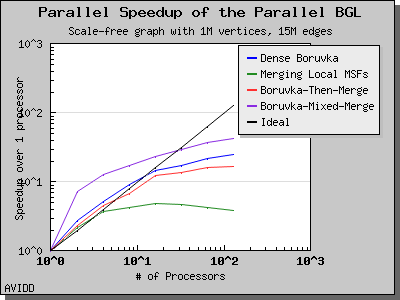 Parallel Speedup of the Parallel BGL
Scale-free graph with 1M vertices, 15M edges
Speedup over 1 processor
10^3
10^2
10^1
10^0
Dense Boruvka
Merging Local MSFs
Boruvka-Then-Merge
Boruvka-Mixed-Merge
Ideal
10^0 10^1 10^2 10^3
# of Processors
AVIDD